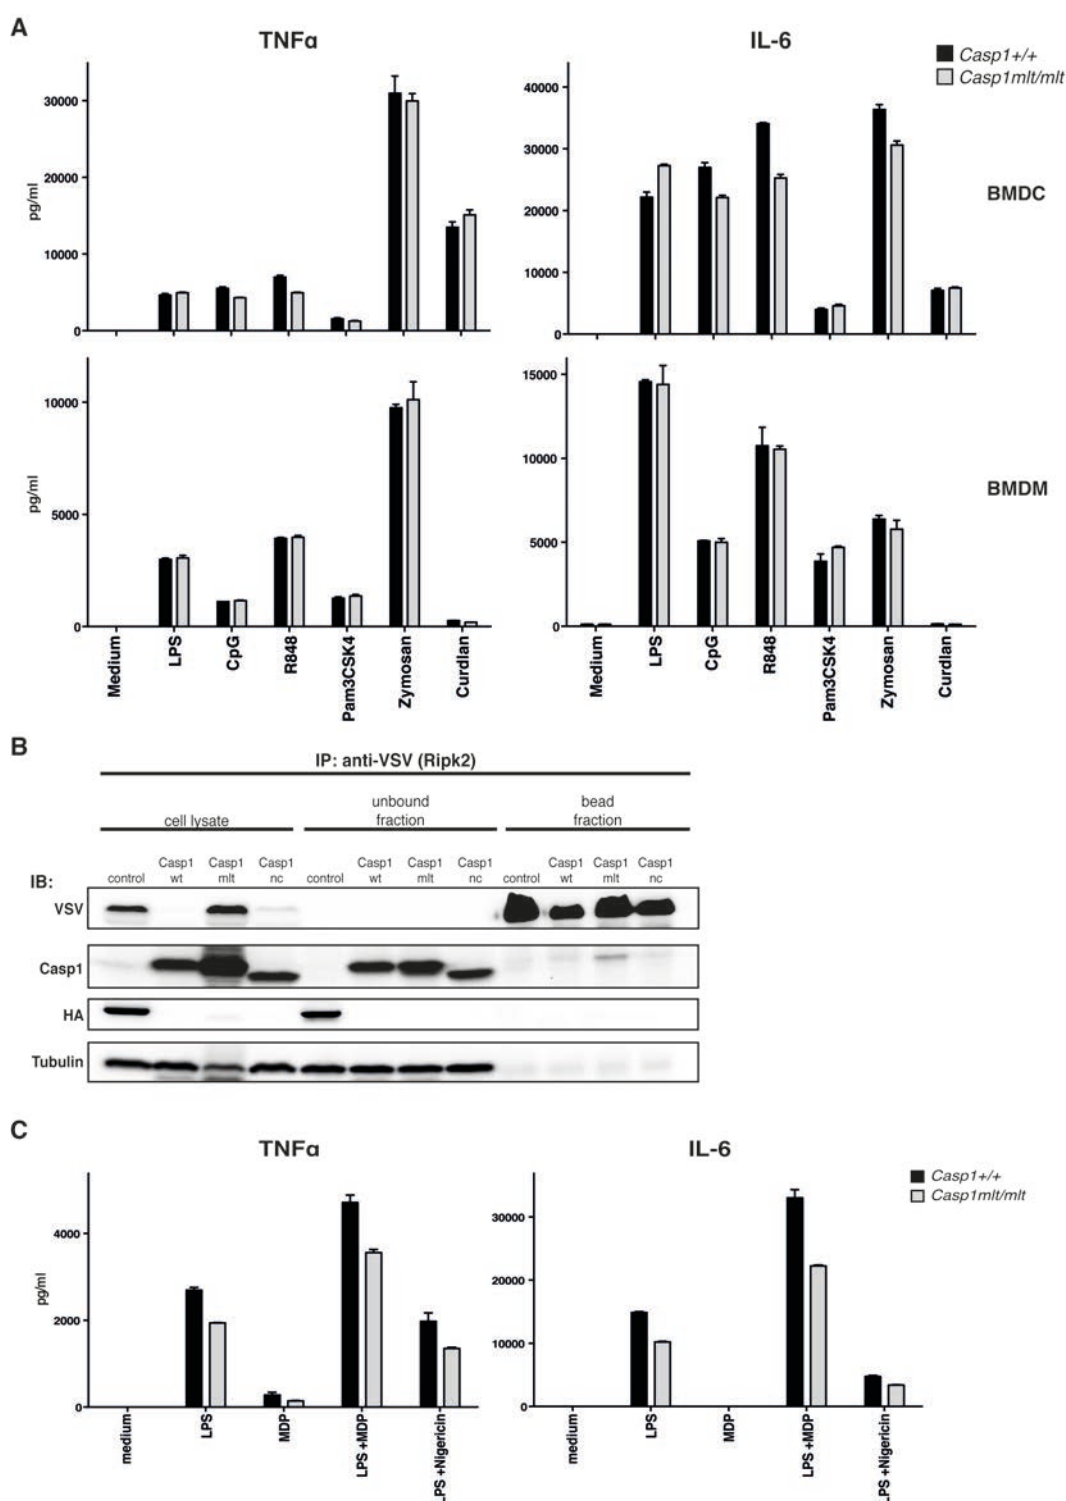 A
TNFα
IL-6
Casp1+/+
Casp1mlt/mlt
pg/ml
30000
20000
10000
0
40000
30000
20000
10000
0
BMDC
pg/ml
10000
5000
0
15000
10000
5000
0
BMDM
Medium
LPS
CpG
R848
Pam3CSK4
Zymosan
Curdlan
Medium
LPS
CpG
R848
Pam3CSK4
Zymosan
Curdlan
B
IP: anti-VSV (Ripk2)
cell lysate
unbound
fraction
bead
fraction
control
Casp1
wt
Casp1
mlt
Casp1
nc
control
Casp1
wt
Casp1
mlt
Casp1
nc
control
Casp1
wt
Casp1
mlt
Casp1
nc
IB:
VSV
Casp1
HA
Tubulin
C
TNFα
IL-6
Casp1+/+
Casp1mlt/mlt
pg/ml
4000
2000
0
30000
20000
10000
0
medium
LPS
MDP
LPS +MDP
LPS +Nigericin
medium
LPS
MDP
LPS +MDP
LPS +Nigericin